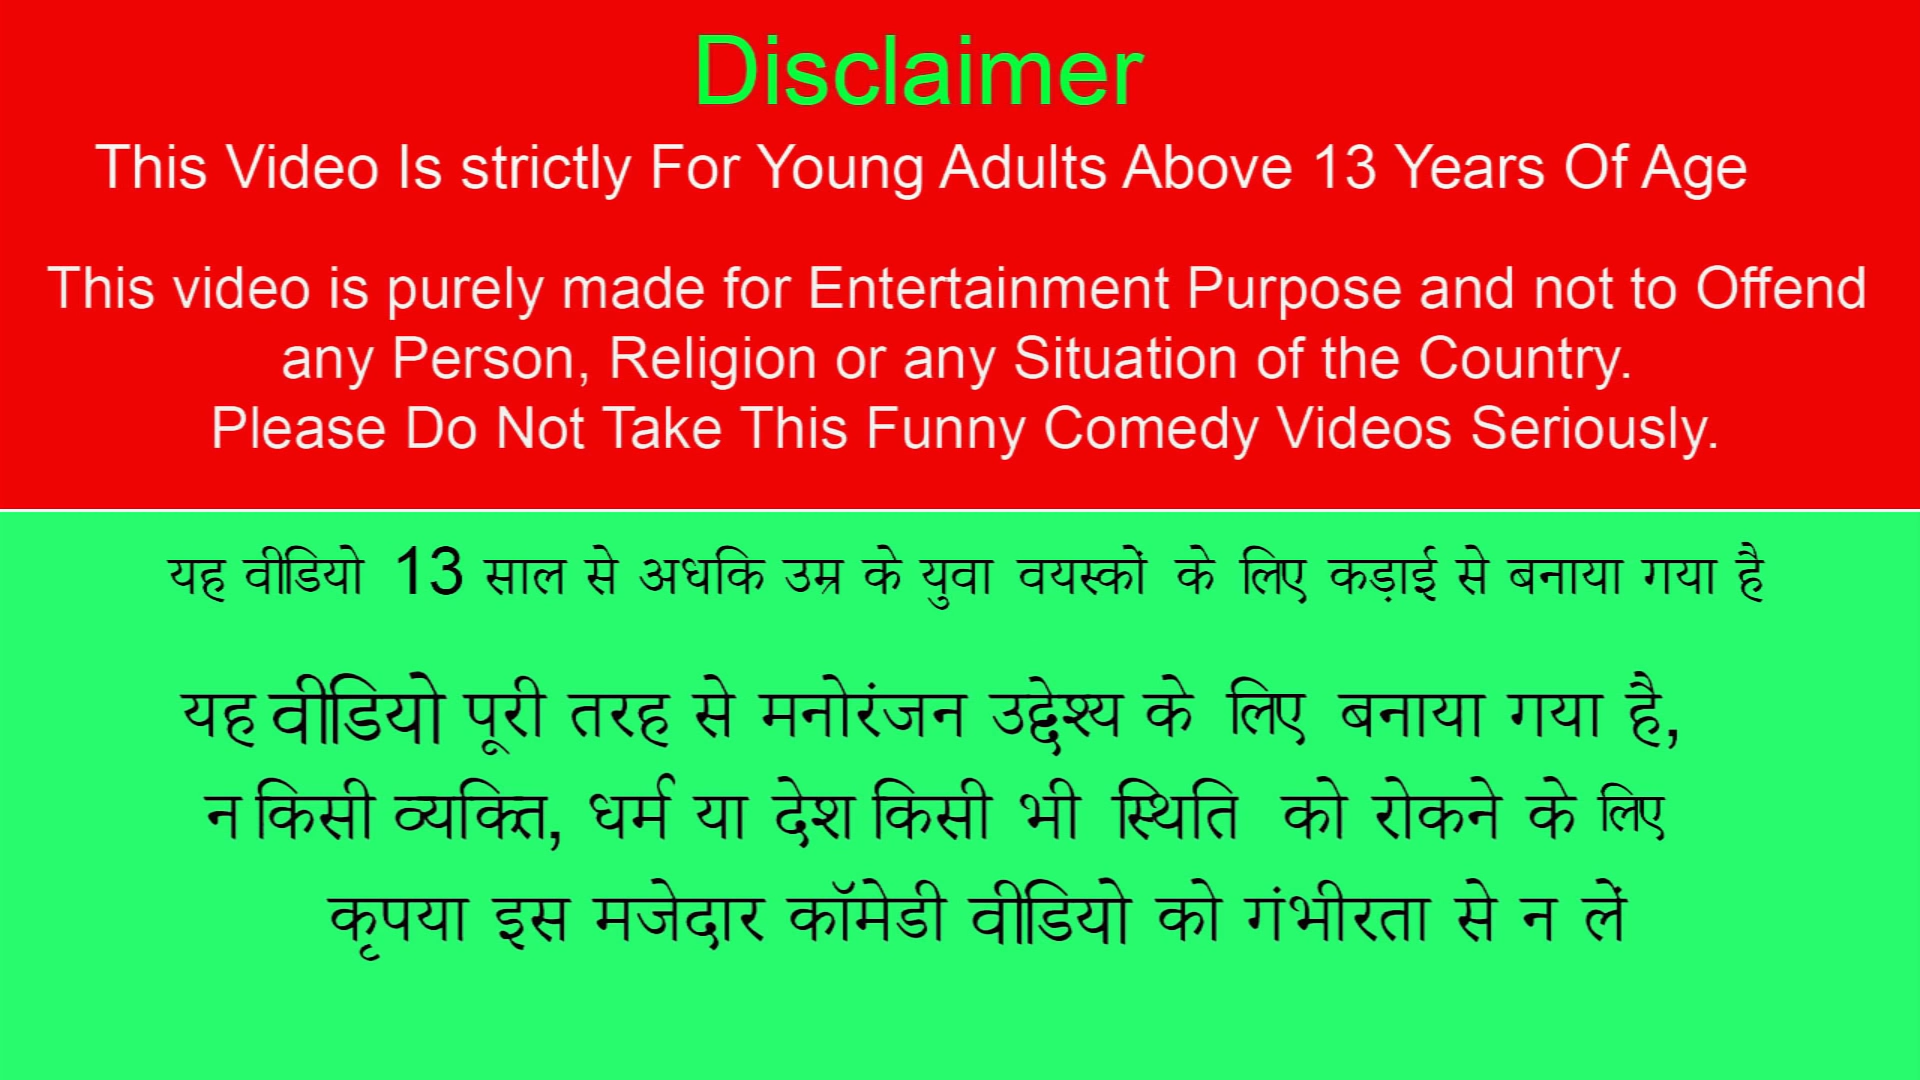 Disclaimer
This Video Is strictly For Young Adults Above 13 Years Of Age
This video is purely made for Entertainment Purpose and not to Offend
any Person, Religion or any Situation of the Country.
Please Do Not Take This Funny Comedy Videos Seriously.
यह वीडियो 13 साल से अधकि उम्र के युवा वयस्कों के लिए कड़ाई से बनाया गया है
यह वीडियो पूरी तरह से मनोरंजन उद्देश्य के लिए बनाया गया है,
न किसी व्यक्ति, धर्म या देश किसी भी स्थिति को रोकने के लिए
कृपया इस मजेदार कॉमेडी वीडियो को गंभीरता से न लें